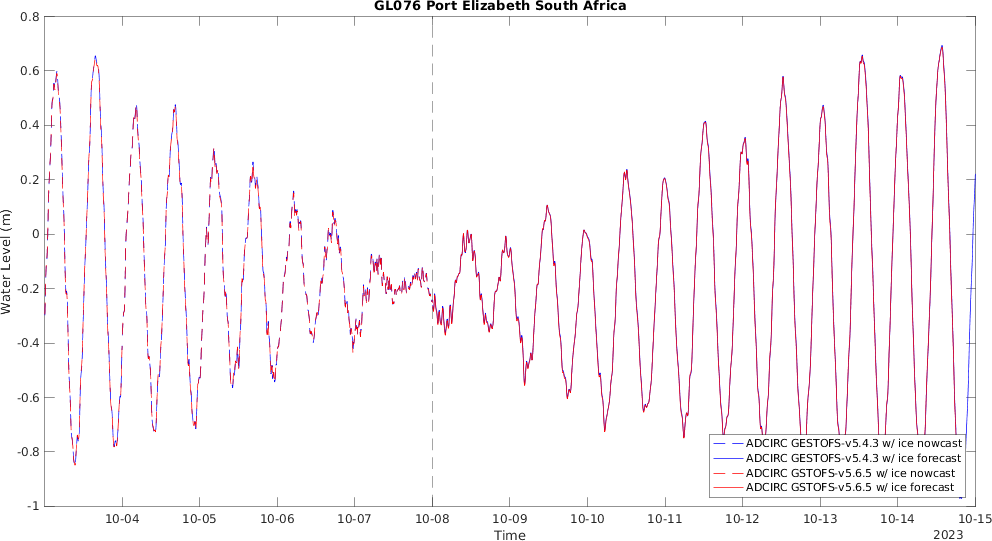 GL076 Port Elizabeth South Africa
Water Level (m)
0.8
0.6
0.4
0.2
0
-0.2
-0.4
-0.6
-0.8
-1
ADCIRC GESTOFS-v5.4.3 w/ ice nowcast
ADCIRC GESTOFS-v5.4.3 w/ ice forecast
ADCIRC GSTOFS-v5.6.5 w/ ice nowcast
ADCIRC GSTOFS-v5.6.5 w/ ice forecast
10-04 10-05 10-06 10-07 10-08 10-09 10-10 10-11 10-12 10-13 10-14 10-15
Time
2023